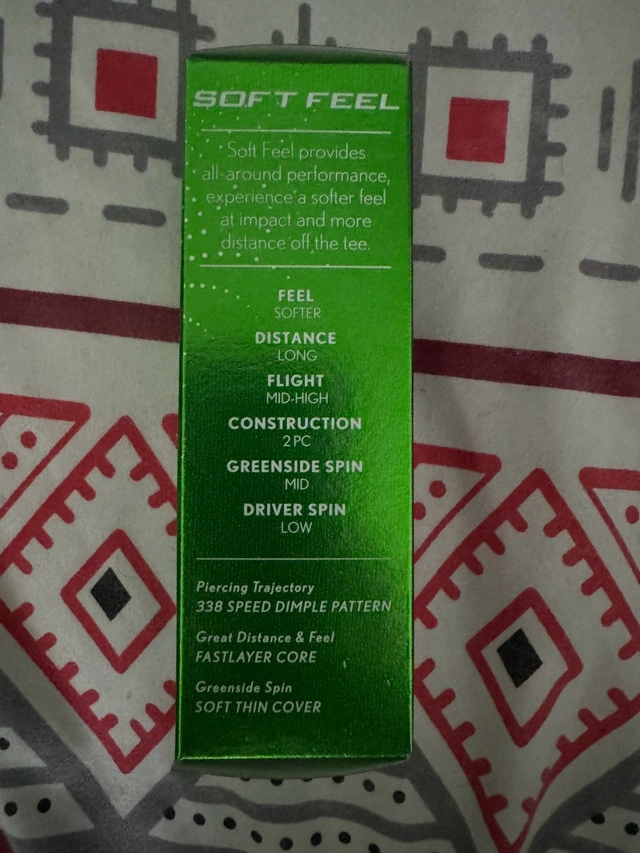 SOFT FEEL
Soft Feel provides
all-around performance,
experience a softer feel
at impact and more
distance off the tee.
FEEL
SOFTER
DISTANCE
LONG
FLIGHT
MID-HIGH
CONSTRUCTION
2 PC
GREENSIDE SPIN
MID
DRIVER SPIN
LOW
Piercing Trajectory
338 SPEED DIMPLE PATTERN
Great Distance & Feel
FASTLAYER CORE
Greenside Spin
SOFT THIN COVER